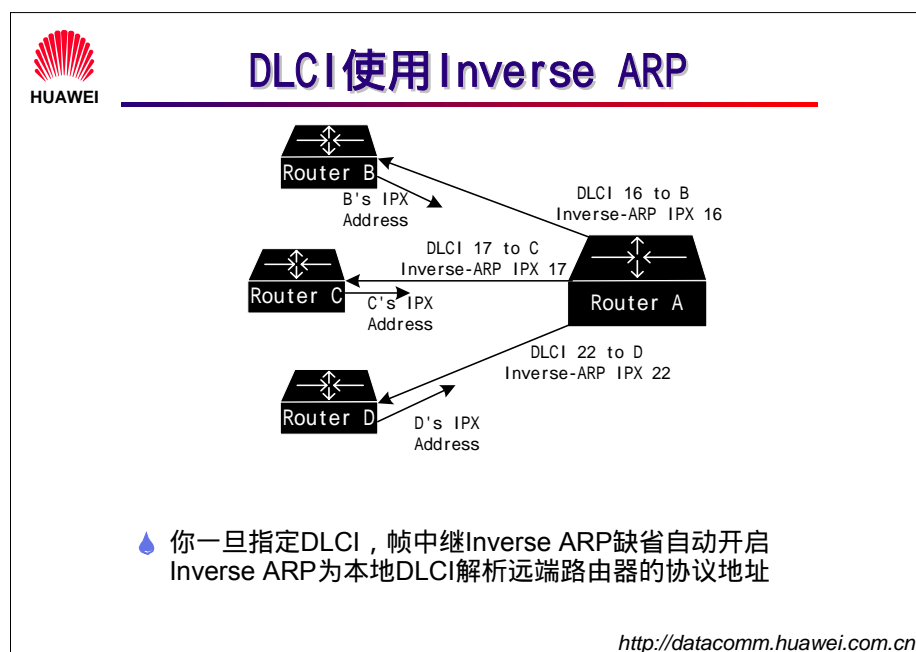 HUAWEI
DLCI使用Inverse ARP
Router B
B's IPX
Address
DLCI 16 to B
Inverse-ARP IPX 16
DLCI 17 to C
Inverse-ARP IPX 17
Router C
C's IPX
Address
Router A
DLCI 22 to D
Inverse-ARP IPX 22
Router D
D's IPX
Address
你一旦指定DLCI，帧中继Inverse ARP缺省自动开启
Inverse ARP为本地DLCI解析远端路由器的协议地址
http://datacomm.huawei.com.cn